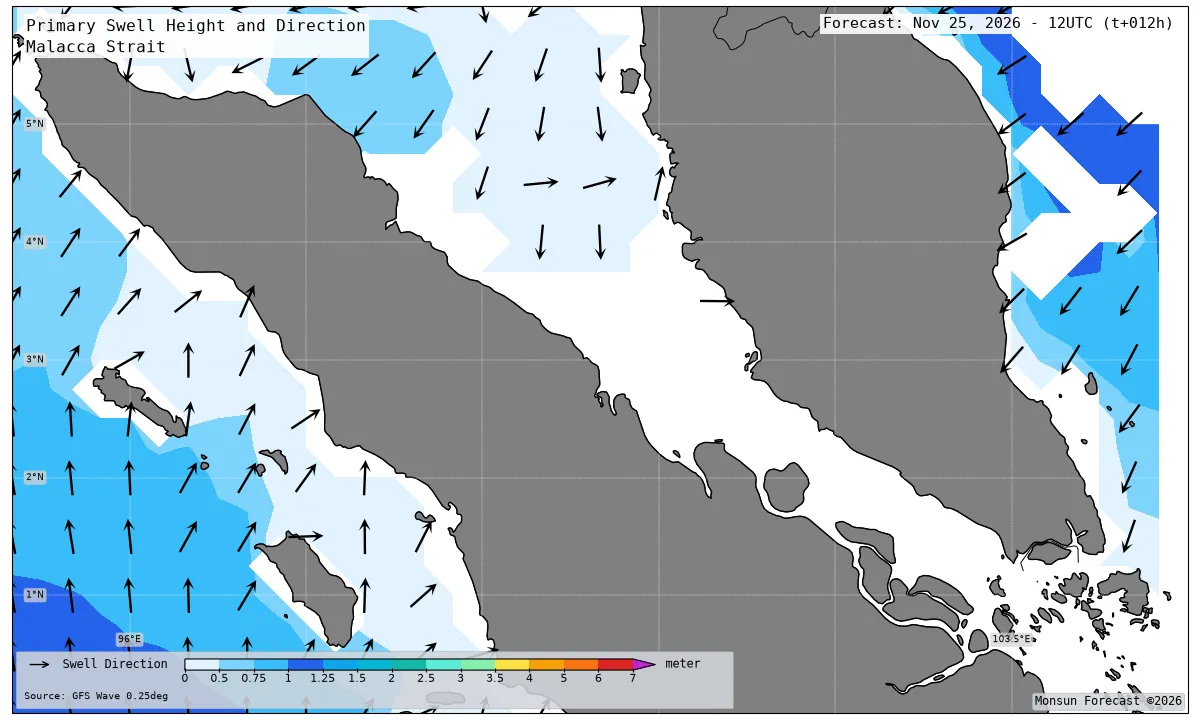 Primary Swell Height and Direction
Malacca Strait
Forecast: Nov 25, 2026 - 12UTC (t+012h)
5°N
4°N
3°N
2°N
1°N
96°E
103.5°E
Swell Direction
meter
0 0.5 0.75 1 1.25 1.5 2 2.5 3 3.5 4 5 6 7
Source: GFS Wave 0.25deg
Monsun Forecast ©2026